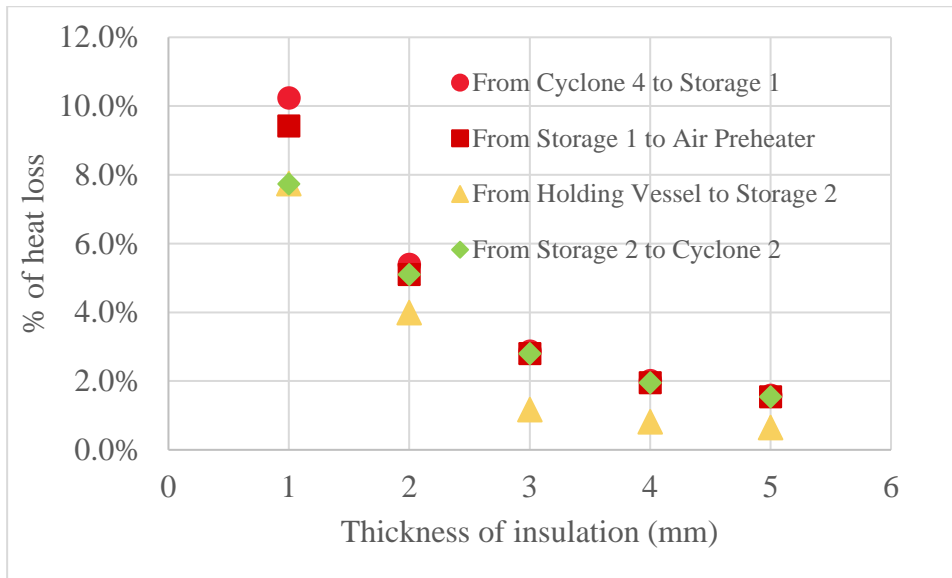 12.0%
10.0%
8.0%
6.0%
4.0%
2.0%
0.0%
% of heat loss
From Cyclone 4 to Storage 1
From Storage 1 to Air Preheater
From Holding Vessel to Storage 2
From Storage 2 to Cyclone 2
0 1 2 3 4 5 6
Thickness of insulation (mm)